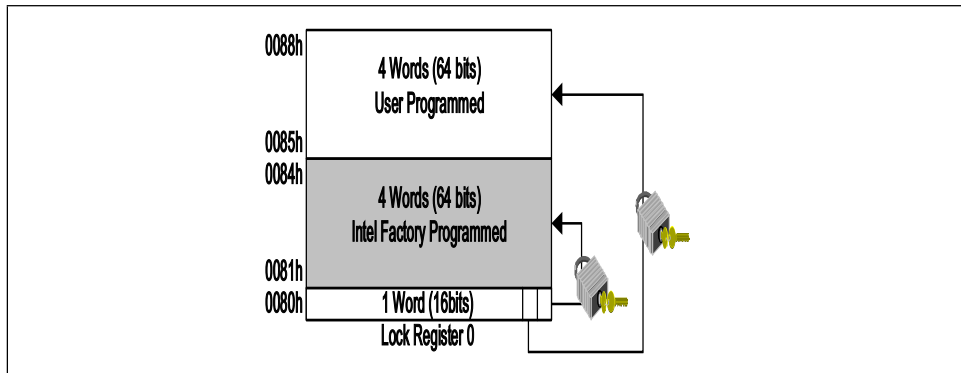 0088h
4 Words (64 bits)
User Programmed
0085h
0084h
4 Words (64 bits)
Intel Factory Programmed
0081h
0080h
1 Word (16bits)
Lock Register 0